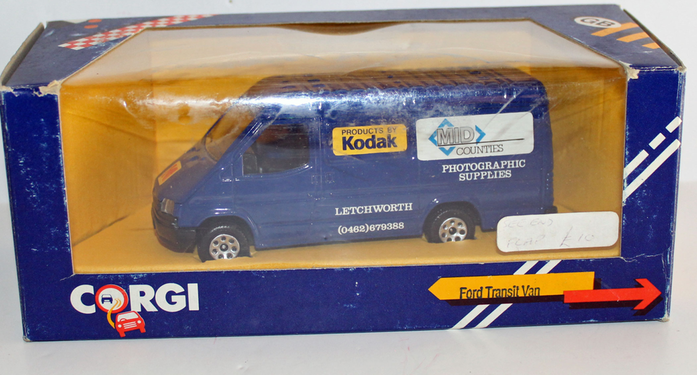 GB
PRODUCTS BY
Kodak
MID
COUNTIES
PHOTOGRAPHIC
SUPPLIES
LETCHWORTH
(0462)679388
£10
CORGI
Ford Transit Van